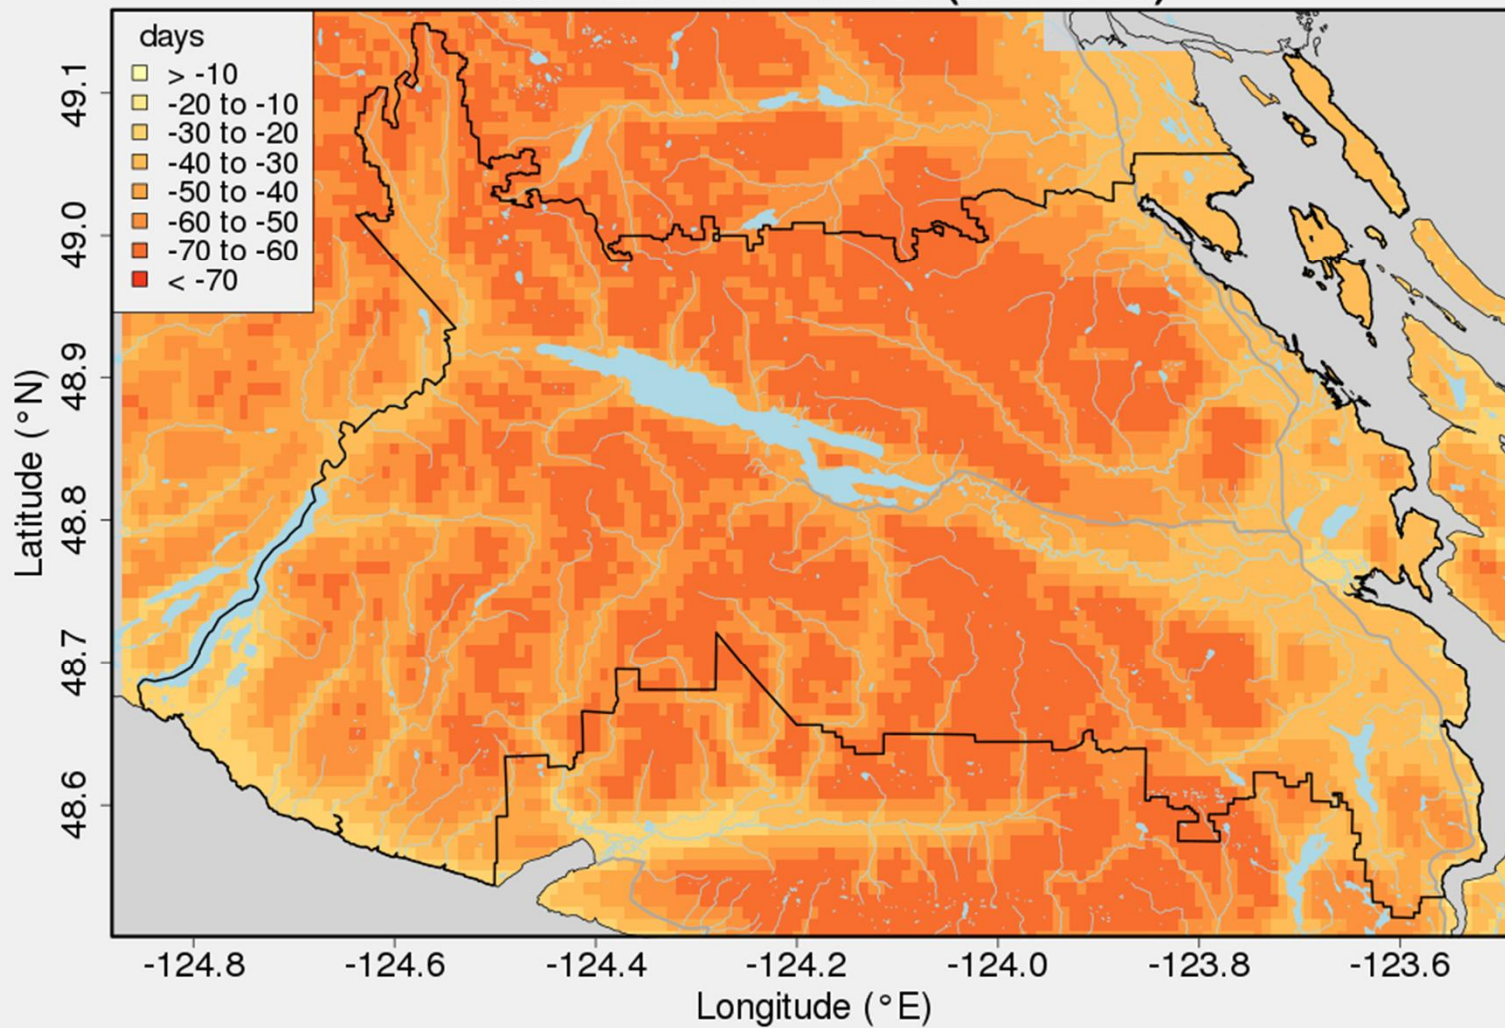 days
> -10
-20 to -10
-30 to -20
-40 to -30
-50 to -40
-60 to -50
-70 to -60
< -70
49.1
49.0
48.9
48.8
48.7
48.6
Latitude (°N)
-124.8 -124.6 -124.4 -124.2 -124.0 -123.8 -123.6
Longitude (°E)